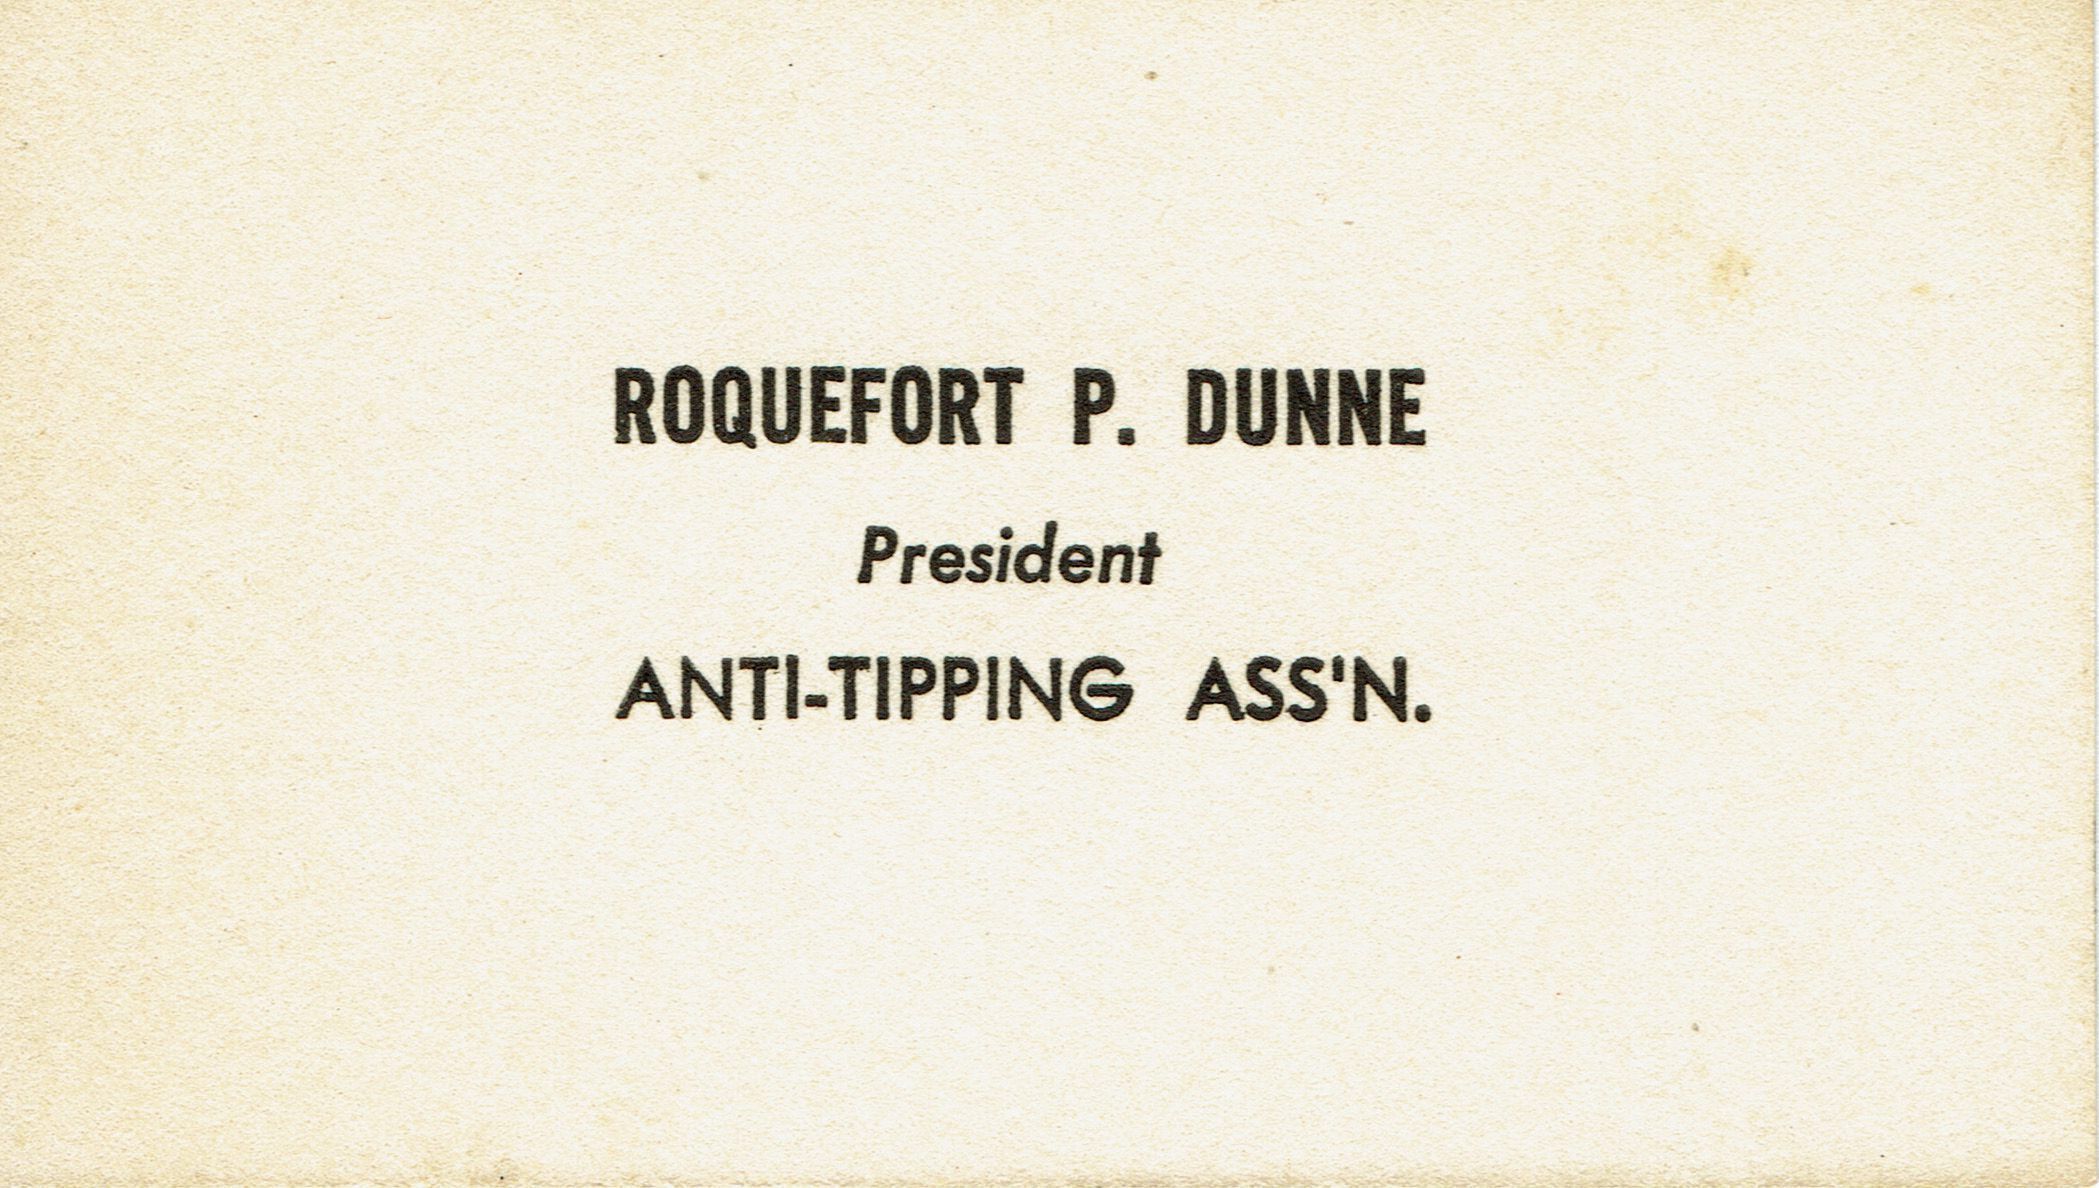 ROQUEFORT P. DUNNE
President
ANTI-TIPPING ASS'N.